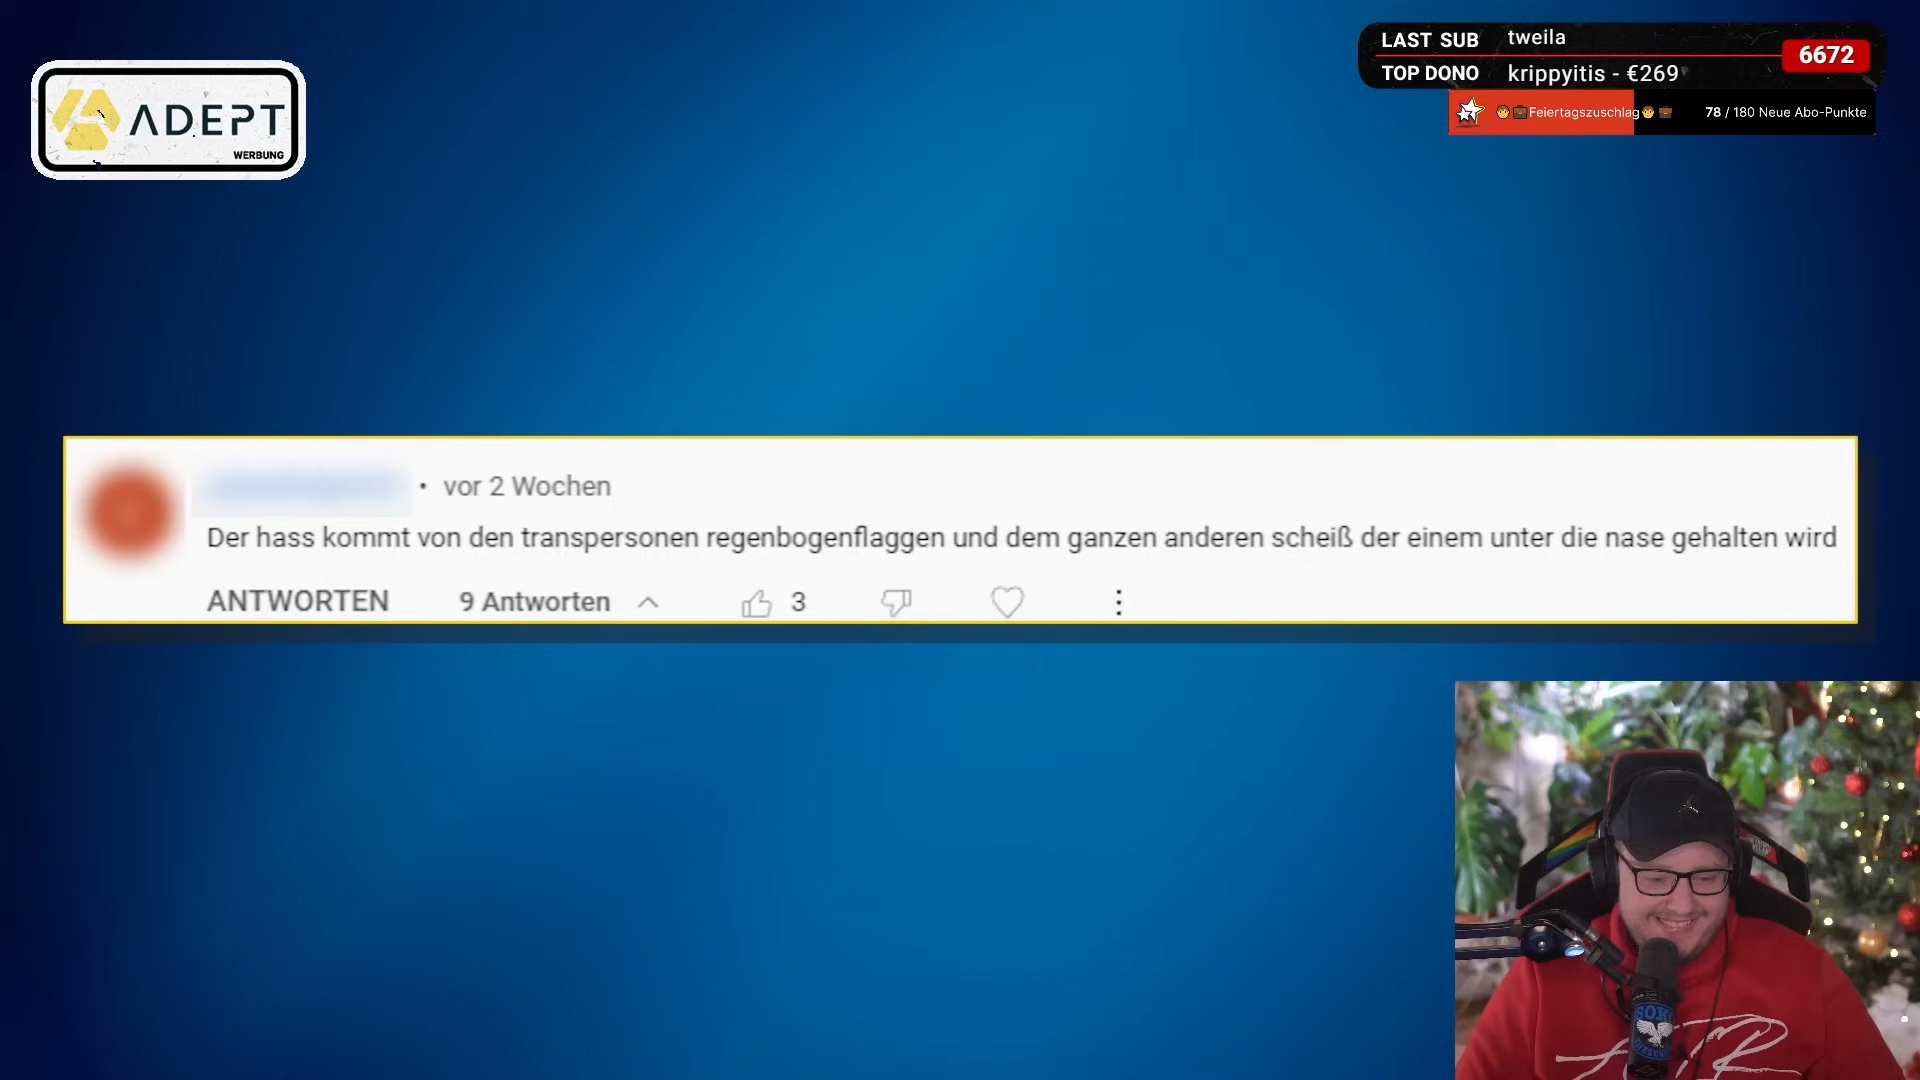 ADEPT
WERBUNG
LAST SUB tweila
TOP DONO krippyitis - €269
6672
Feiertagszuschlag 78 / 180 Neue Abo-Punkte
• vor 2 Wochen
Der hass kommt von den transpersonen regenbogenflaggen und dem ganzen anderen scheiß der einem unter die nase gehalten wird
ANTWORTEN 9 Antworten 3
SOKI